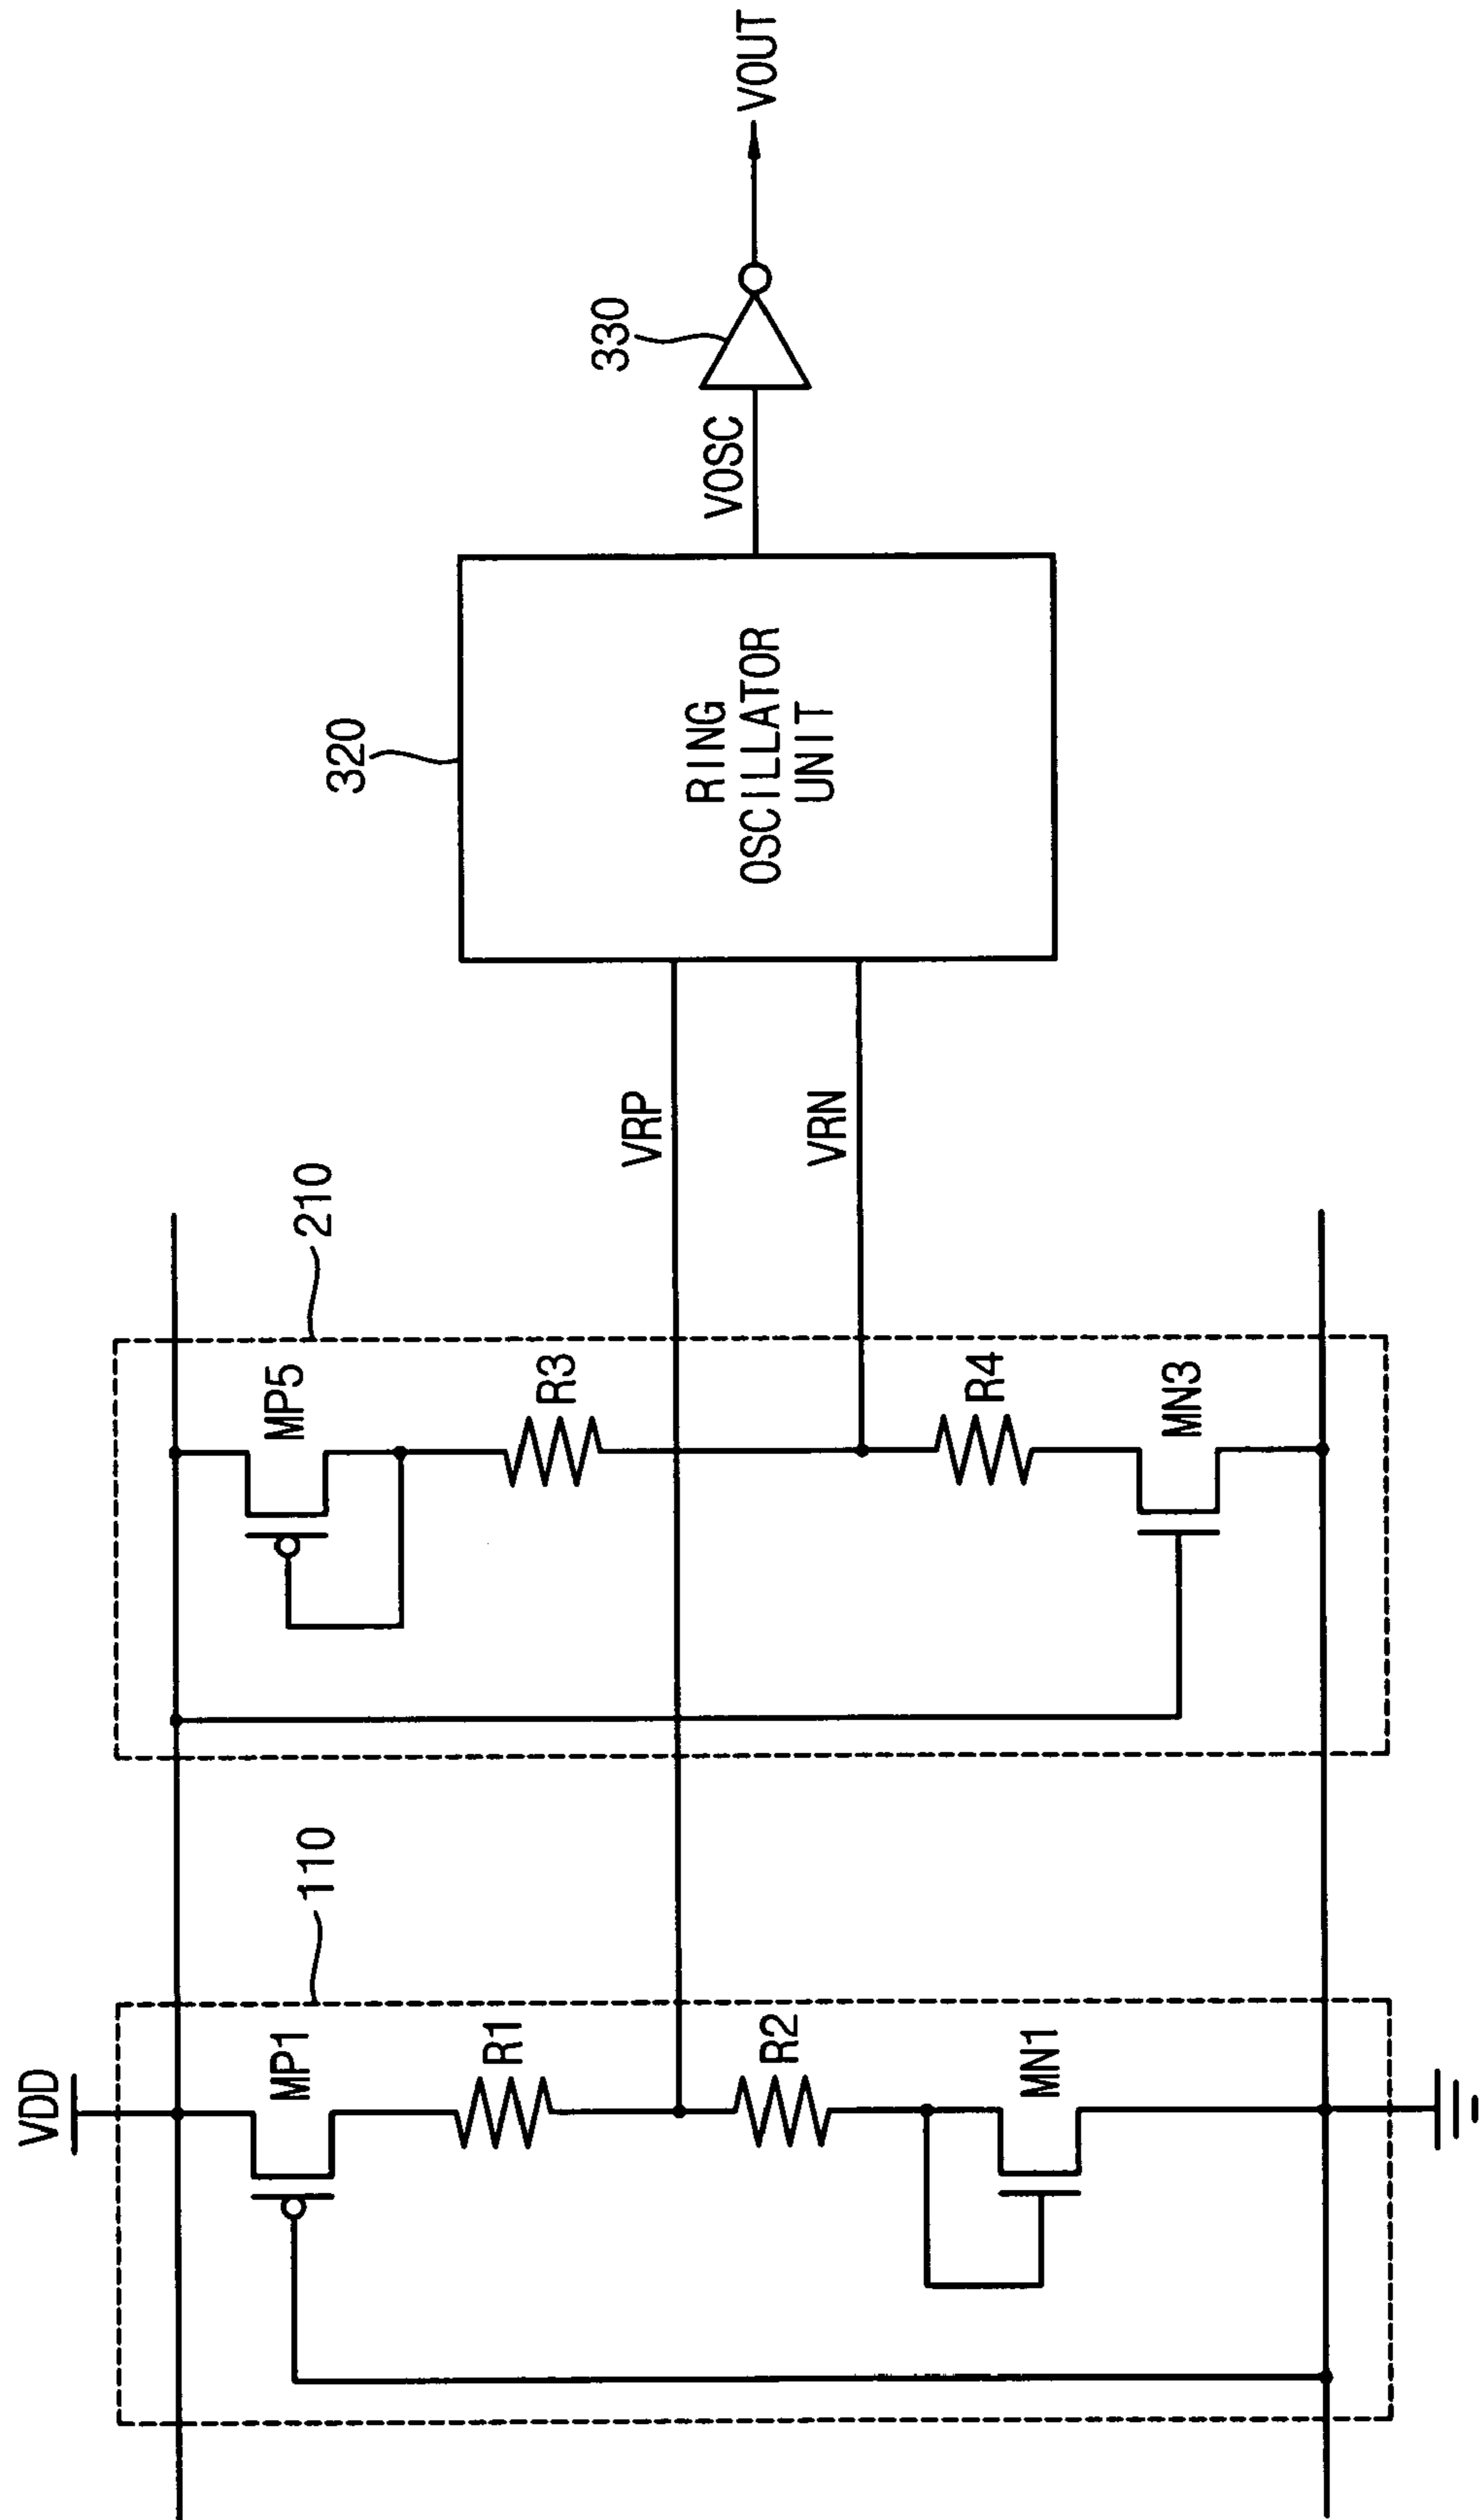 VDD
MP1
R1
R2
MN1
110
MP5
R3
R4
MN3
210
VRP
VRN
320
RING
OSCILLATOR
UNIT
VOSC
330
VOUT